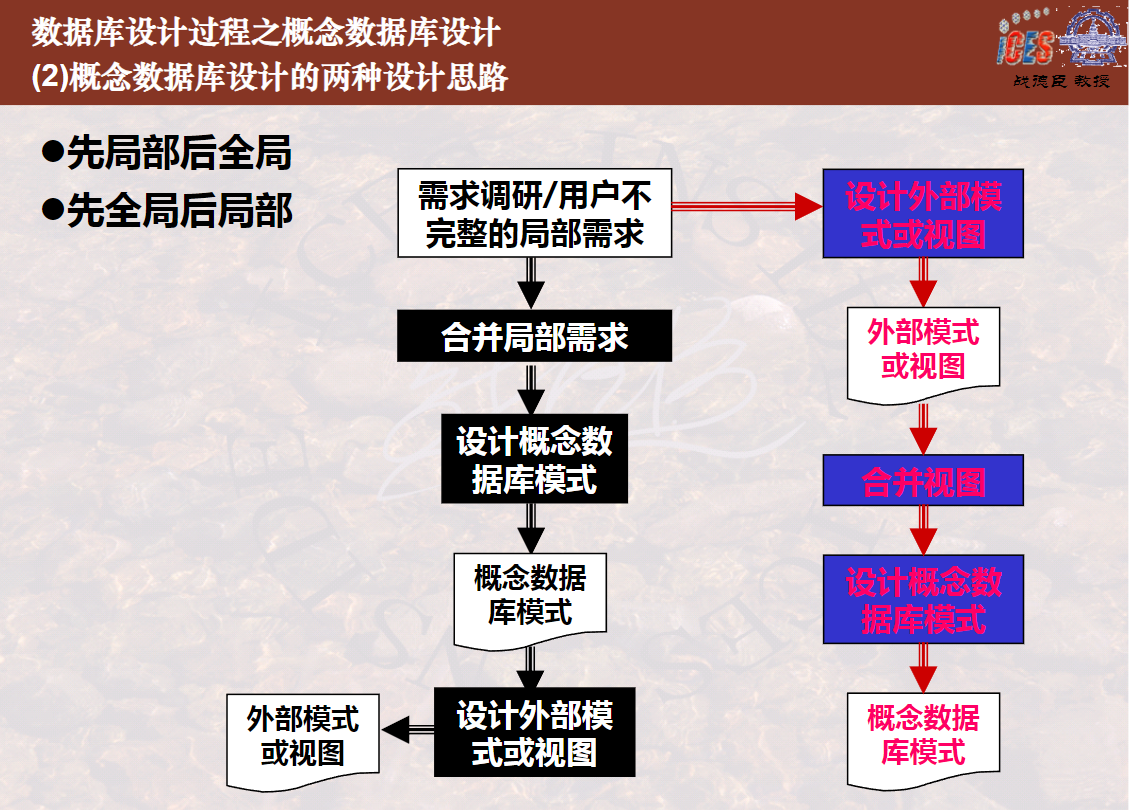 数据库设计过程之概念数据库设计
(2)概念数据库设计的两种设计思路
iCES
战德臣 教授
●先局部后全局
●先全局后局部
需求调研/用户不
完整的局部需求
合并局部需求
设计概念数
据库模式
概念数据
库模式
设计外部模
式或视图
外部模式
或视图
设计外部模
式或视图
外部模式
或视图
合并视图
设计概念数
据库模式
概念数据
库模式